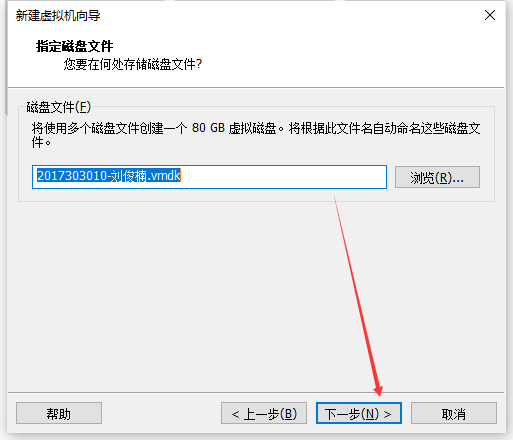 新建虚拟机向导
指定磁盘文件
您要在何处存储磁盘文件?
磁盘文件(F)
将使用多个磁盘文件创建一个 80 GB 虚拟磁盘。将根据此文件名自动命名这些磁盘文
件。
2017303010-刘俊楠.vmdk
浏览(R)...
帮助
< 上一步(B)
下一步(N) >
取消